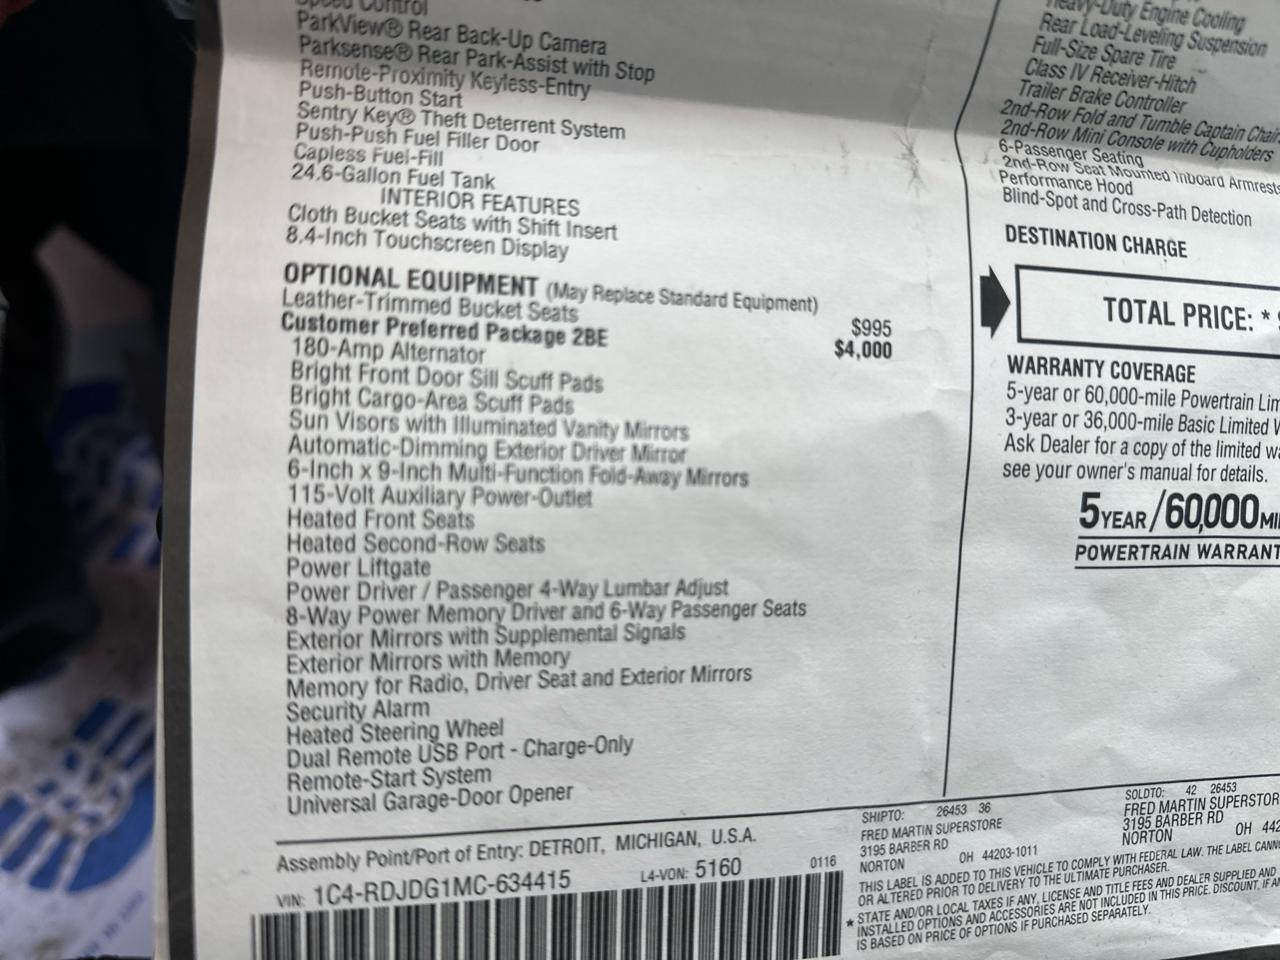 Speed Control
ParkView® Rear Back-Up Camera
Parksense® Rear Park-Assist with Stop
Remote-Proximity Keyless-Entry
Push-Button Start
Sentry Key® Theft Deterrent System
Push-Push Fuel Filler Door
Capless Fuel-Fill
24.6-Gallon Fuel Tank
INTERIOR FEATURES
Cloth Bucket Seats with Shift Insert
8.4-Inch Touchscreen Display
OPTIONAL EQUIPMENT (May Replace Standard Equipment)
Leather-Trimmed Bucket Seats $995
Customer Preferred Package 2BE $4,000
180-Amp Alternator
Bright Front Door Sill Scuff Pads
Bright Cargo-Area Scuff Pads
Sun Visors with Illuminated Vanity Mirrors
Automatic-Dimming Exterior Driver Mirror
6-Inch x 9-Inch Multi-Function Fold-Away Mirrors
115-Volt Auxiliary Power-Outlet
Heated Front Seats
Heated Second-Row Seats
Power Liftgate
Power Driver / Passenger 4-Way Lumbar Adjust
8-Way Power Memory Driver and 6-Way Passenger Seats
Exterior Mirrors with Supplemental Signals
Exterior Mirrors with Memory
Memory for Radio, Driver Seat and Exterior Mirrors
Security Alarm
Heated Steering Wheel
Dual Remote USB Port - Charge-Only
Remote-Start System
Universal Garage-Door Opener
Heavy-Duty Engine Cooling
Rear Load-Leveling Suspension
Full-Size Spare Tire
Class IV Receiver-Hitch
Trailer Brake Controller
2nd-Row Fold and Tumble Captain Chairs
2nd-Row Mini Console with Cupholders
6-Passenger Seating
2nd-Row Seat Mounted Inboard Armrests
Performance Hood
Blind-Spot and Cross-Path Detection
DESTINATION CHARGE
TOTAL PRICE: *
WARRANTY COVERAGE
5-year or 60,000-mile Powertrain
3-year or 36,000-mile Basic Limited
Ask Dealer for a copy of the limited
see your owner's manual for details.
5YEAR/60,000
POWERTRAIN
Assembly Point/Port of Entry: DETROIT, MICHIGAN, U.S.A.
VIN: 1C4-RDJDG1MC-634415 L4-VON: 5160 0116
SHIPTO: 26453 36
FRED MARTIN SUPERSTORE
3195 BARBER RD
NORTON OH 44203-1011
SOLDTO: 42 26453
FRED MARTIN
3195 BARBER RD
NORTON OH
THIS LABEL IS ADDED TO THIS VEHICLE TO COMPLY WITH FEDERAL LAW. THE LABEL
OR ALTERED PRIOR TO DELIVERY TO THE ULTIMATE PURCHASER.
* STATE AND/OR LOCAL TAXES IF ANY, LICENSE AND TITLE FEES AND DEALER SUPPLIED AND
INSTALLED OPTIONS AND ACCESSORIES ARE NOT INCLUDED IN THIS PRICE. DISCOUNT, IF
IS BASED ON PRICE OF OPTIONS IF PURCHASED SEPARATELY.